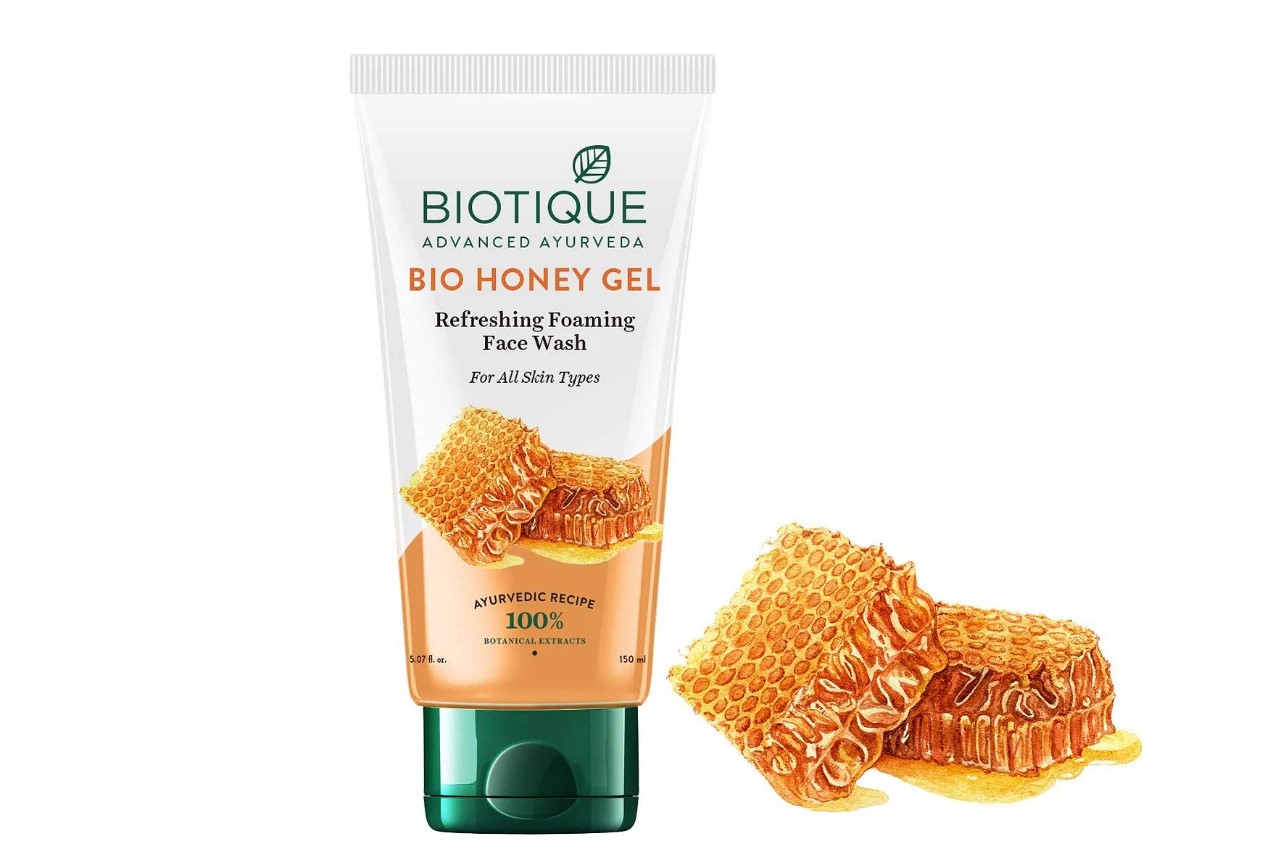 BIOTIQUE
ADVANCED AYURVEDA
BIO HONEY GEL
Refreshing Foaming
Face Wash
For All Skin Types
AYURVEDIC RECIPE
100%
BOTANICAL EXTRACTS
5.07 fl. oz.
150 ml